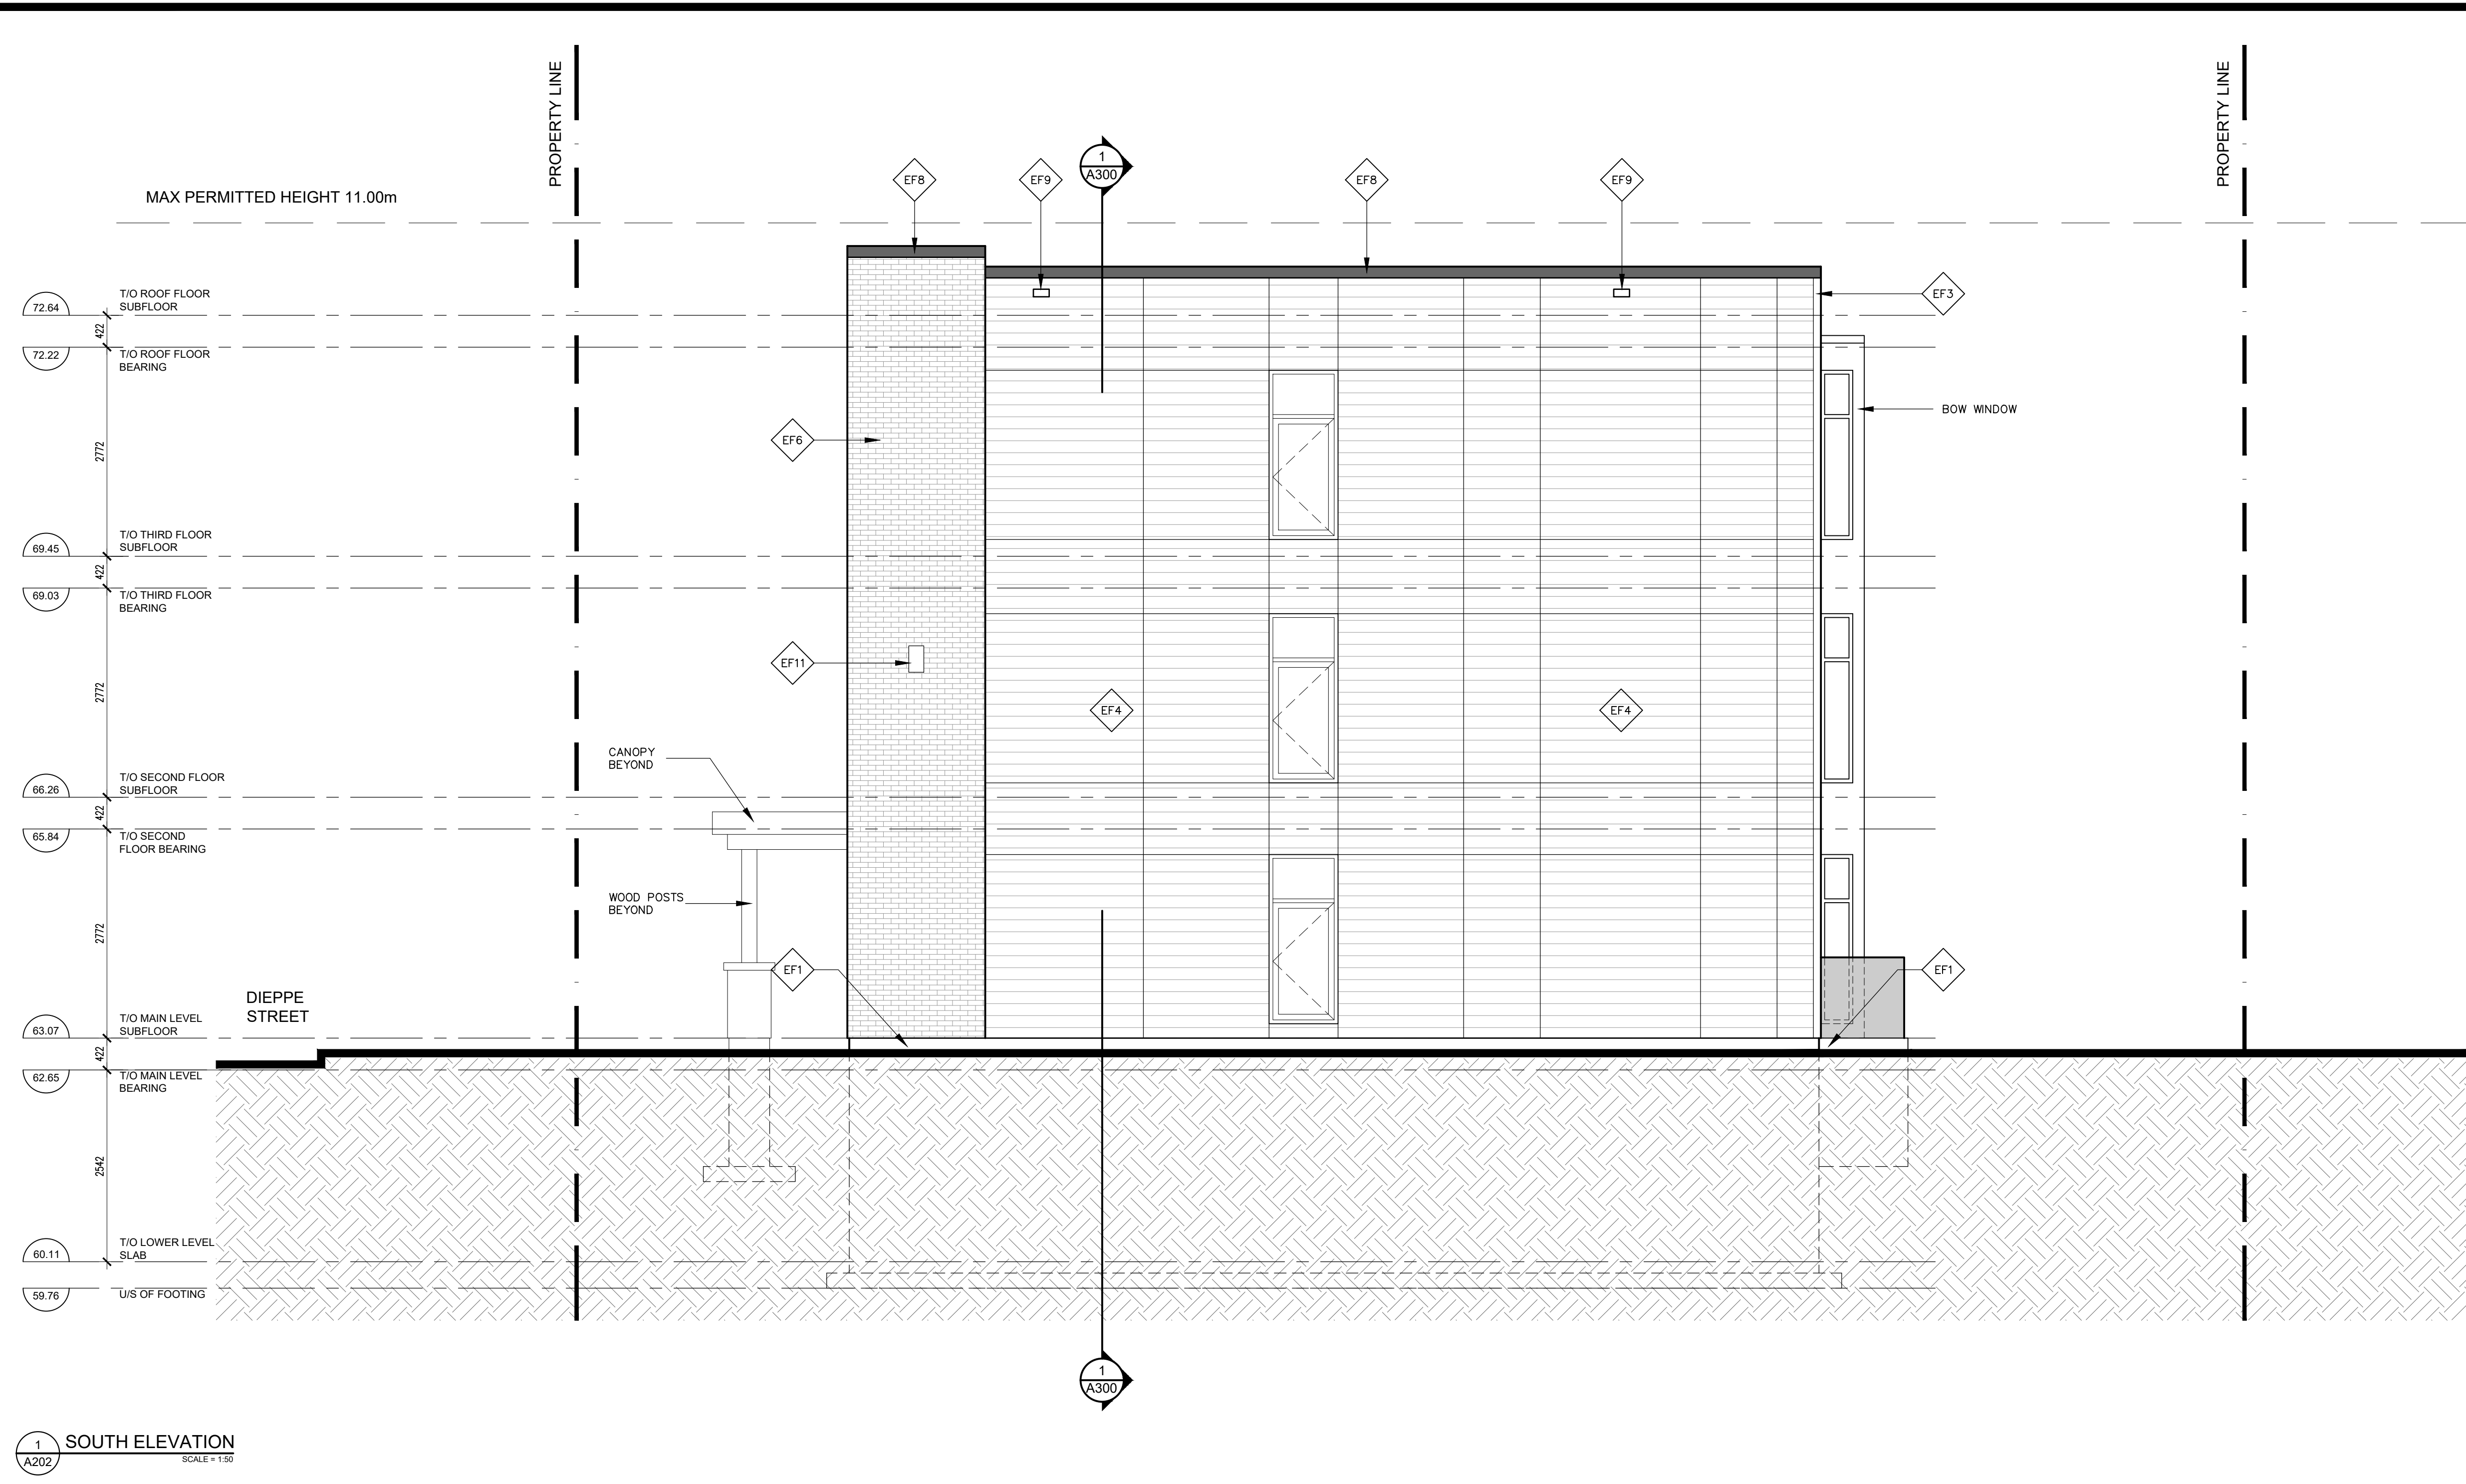 PROPERTY LINE
PROPERTY LINE
MAX PERMITTED HEIGHT 11.00m
EF8
EF9
1
A300
EF8
EF9
EF3
72.64
T/O ROOF FLOOR
SUBFLOOR
422
72.22
T/O ROOF FLOOR
BEARING
BOW WINDOW
EF6
2772
69.45
T/O THIRD FLOOR
SUBFLOOR
422
69.03
T/O THIRD FLOOR
BEARING
EF11
2772
EF4
EF4
CANOPY
BEYOND
66.26
T/O SECOND FLOOR
SUBFLOOR
422
65.84
T/O SECOND
FLOOR BEARING
WOOD POSTS
BEYOND
2772
EF1
EF1
DIEPPE
STREET
63.07
T/O MAIN LEVEL
SUBFLOOR
422
62.65
T/O MAIN LEVEL
BEARING
2542
60.11
T/O LOWER LEVEL
SLAB
59.76
U/S OF FOOTING
1
A300
1
A202
SOUTH ELEVATION
SCALE = 1:50